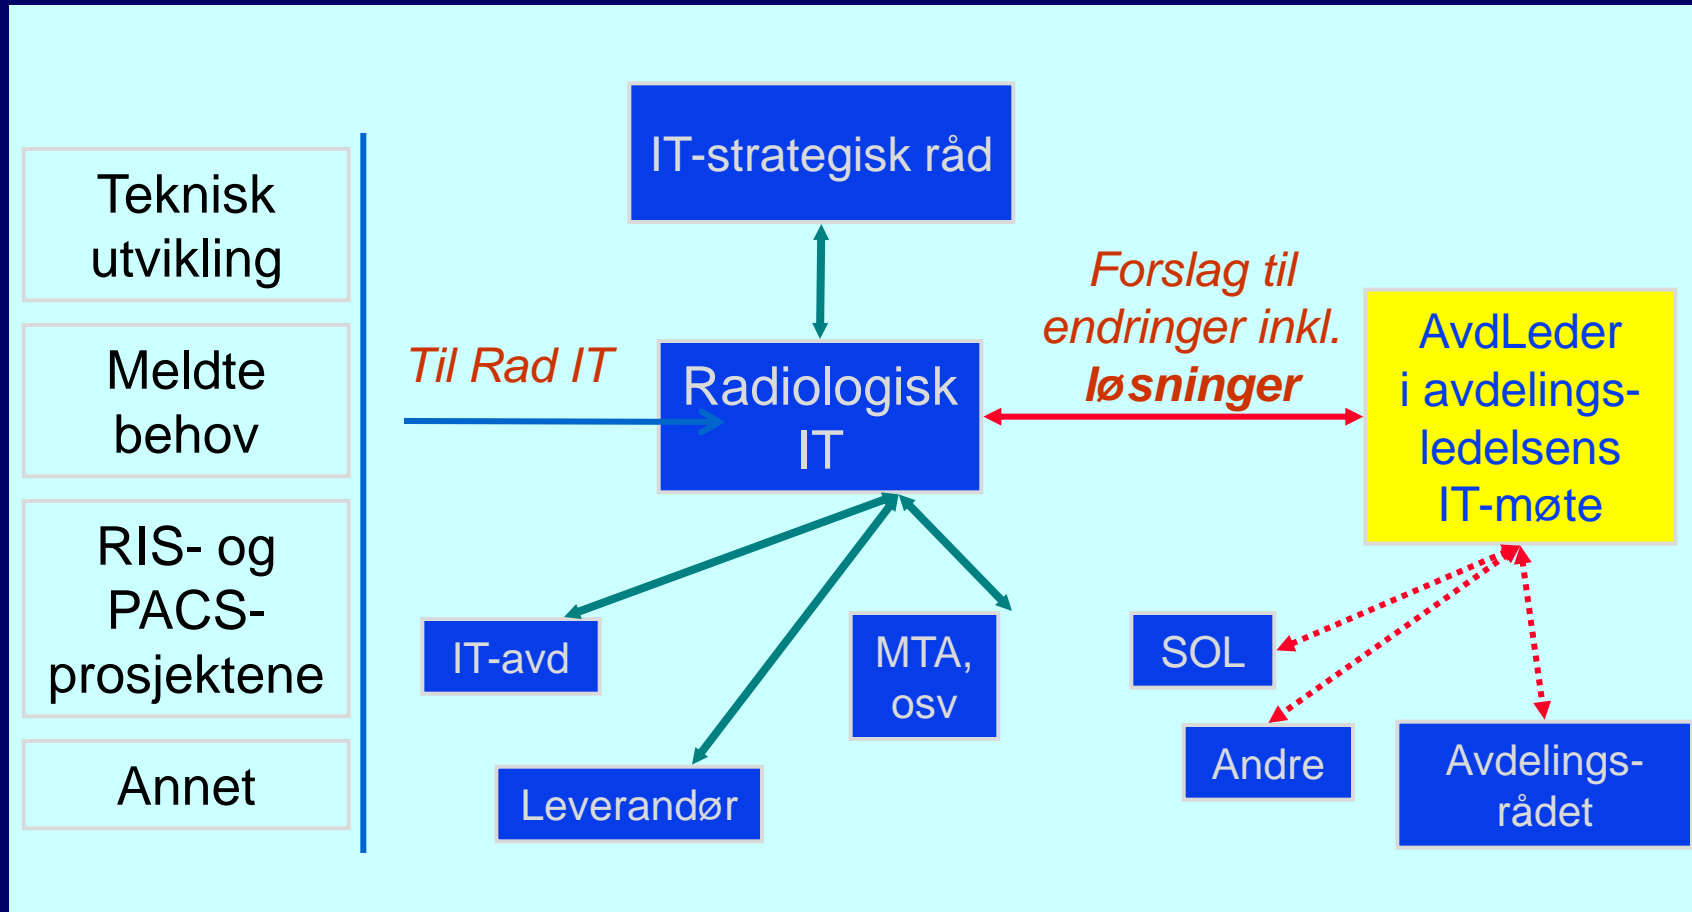 Teknisk
utvikling
Meldte
behov
RIS- og
PACS-
prosjektene
Annet
Til Rad IT
IT-strategisk råd
Radiologisk
IT
Forslag til
endringer inkl.
løsninger
AvdLeder
i avdelings-
ledelsens
IT-møte
IT-avd
Leverandør
MTA,
osv
SOL
Andre
Avdelings-
rådet